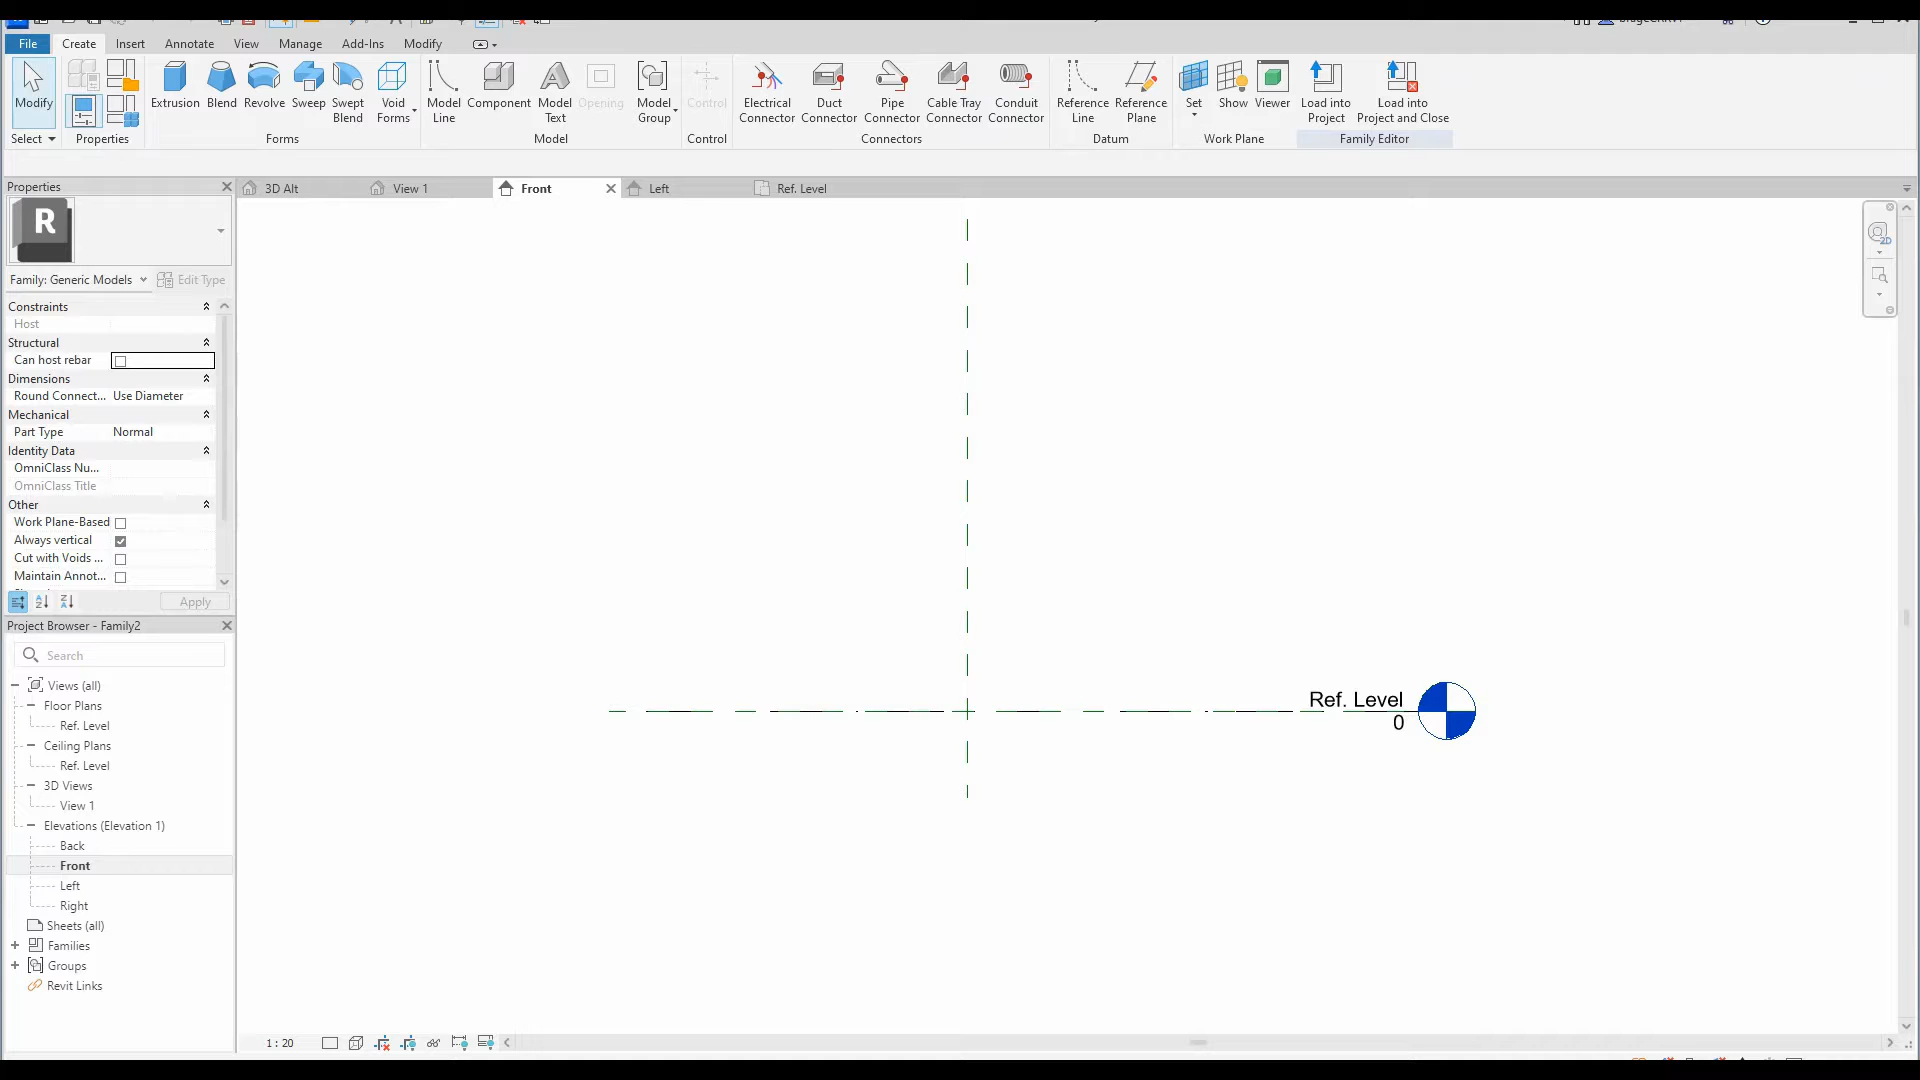 File Create Insert Annotate View Manage Add-Ins Modify
Modify Extrusion Blend Revolve Sweep Swept Blend Void Forms Model Line Component Model Text Opening Model Group Control Electrical Connector Duct Connector Pipe Connector Cable Tray Connector Conduit Connector Reference Line Reference Plane Set Show Viewer Load into Project Load into Project and Close
Select Properties Forms Model Control Connectors Datum Work Plane Family Editor
Properties
3D Alt View 1 Front Left Ref. Level
R
2D
Family: Generic Models Edit Type
Constraints
Host
Structural
Can host rebar
Dimensions
Round Connect... Use Diameter
Mechanical
Part Type Normal
Identity Data
OmniClass Nu...
OmniClass Title
Other
Work Plane-Based
Always vertical
Cut with Voids ...
Maintain Annot...
Apply
Project Browser - Family2
Search
Views (all)
Floor Plans
Ref. Level
Ceiling Plans
Ref. Level
3D Views
View 1
Elevations (Elevation 1)
Back
Front
Left
Right
Sheets (all)
Families
Groups
Revit Links
Ref. Level
0
1 : 20